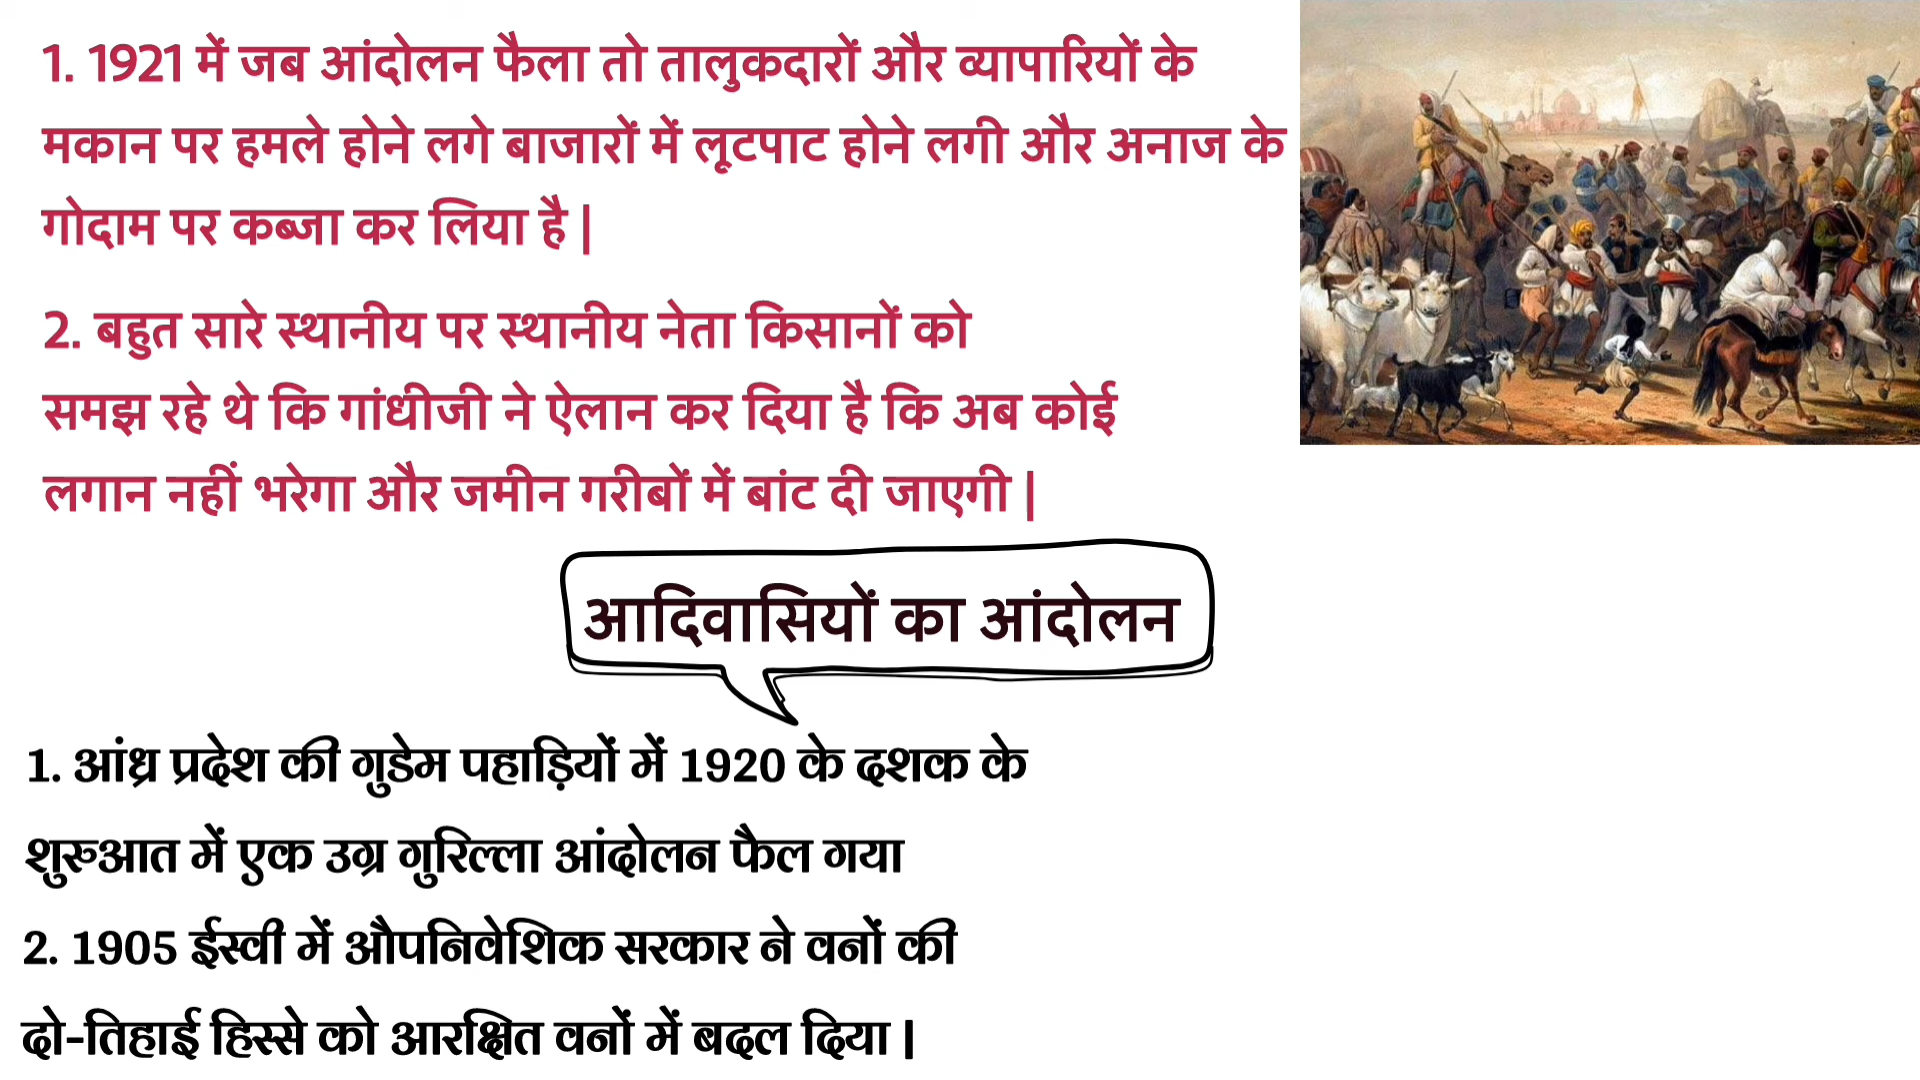 1. 1921 में जब आंदोलन फैला तो तालुकदारों और व्यापारियों के
मकान पर हमले होने लगे बाजारों में लूटपाट होने लगी और अनाज के
गोदाम पर कब्जा कर लिया है |
2. बहुत सारे स्थानीय पर स्थानीय नेता किसानों को
समझ रहे थे कि गांधीजी ने ऐलान कर दिया है कि अब कोई
लगान नहीं भरेगा और जमीन गरीबों में बांट दी जाएगी |
आदिवासियों का आंदोलन
1. आंध्र प्रदेश की गुडेम पहाड़ियों में 1920 के दशक के
शुरुआत में एक उग्र गुरिल्ला आंदोलन फैल गया
2. 1905 ईस्वी में औपनिवेशिक सरकार ने वनों की
दो-तिहाई हिस्से को आरक्षित वनों में बदल दिया |